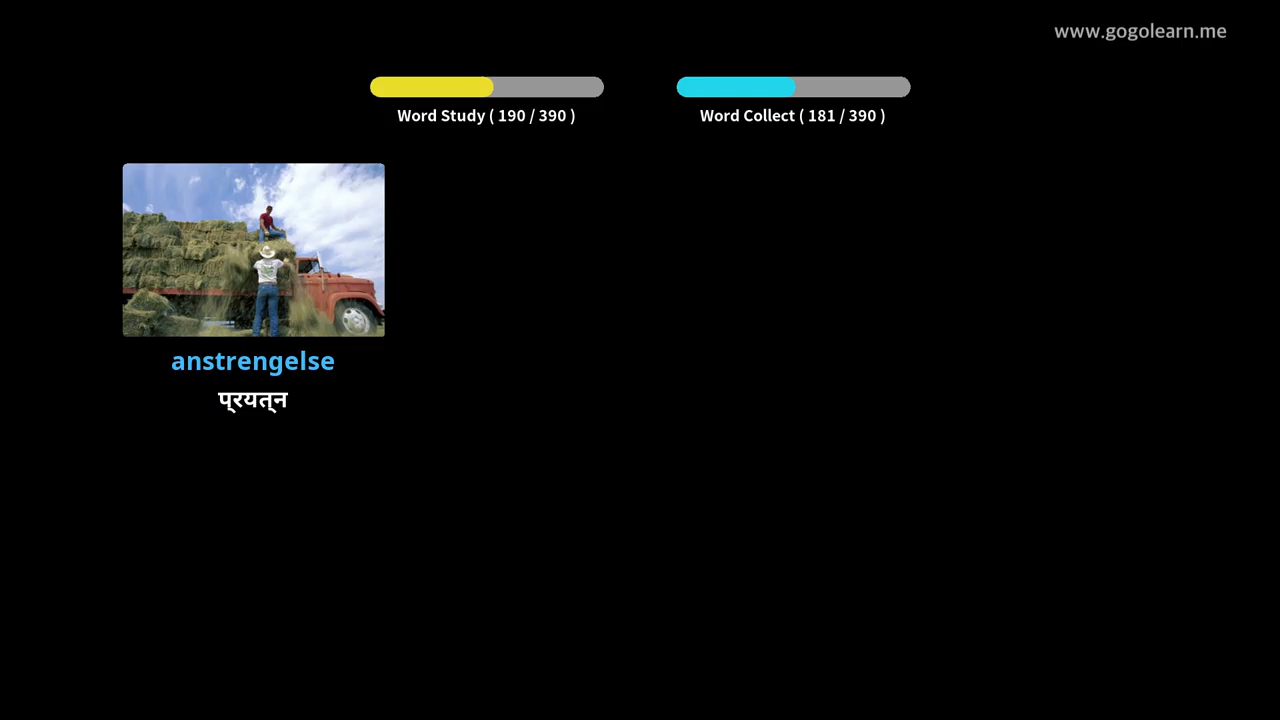 www.gogolearn.me
Word Study ( 190 / 390 )
Word Collect ( 181 / 390 )
anstrengelse
प्रयत्न